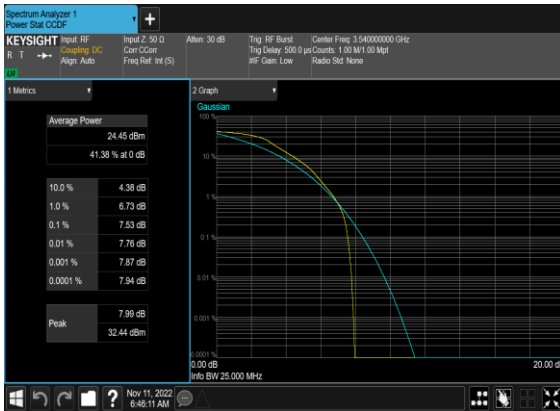 Spectrum Analyzer 1
Power Stat CCDF
+
KEYSIGHT Input: RF Input Z: 50 Ω Atten: 30 dB Trig: RF Burst Center Freq: 3.540000000 GHz
R T Coupling: DC Corr CCorr Trig Delay: 500.0 µs Counts: 1.00 M/1.00 Mpt
Align: Auto Freq Ref: Int (S) #IF Gain: Low Radio Std: None
1 Metrics
2 Graph
Average Power
24.45 dBm
41.38 % at 0 dB
10.0 % 4.38 dB
1.0 % 6.73 dB
0.1 % 7.53 dB
0.01 % 7.76 dB
0.001 % 7.87 dB
0.0001 % 7.94 dB
Peak 7.99 dB
32.44 dBm
Gaussian
100 %
10 %
1 %
0.1 %
0.01 %
0.001 %
0.0001 %
0.00 dB 20.00 d
Info BW 25.000 MHz
? Nov 11, 2022
6:46:11 AM